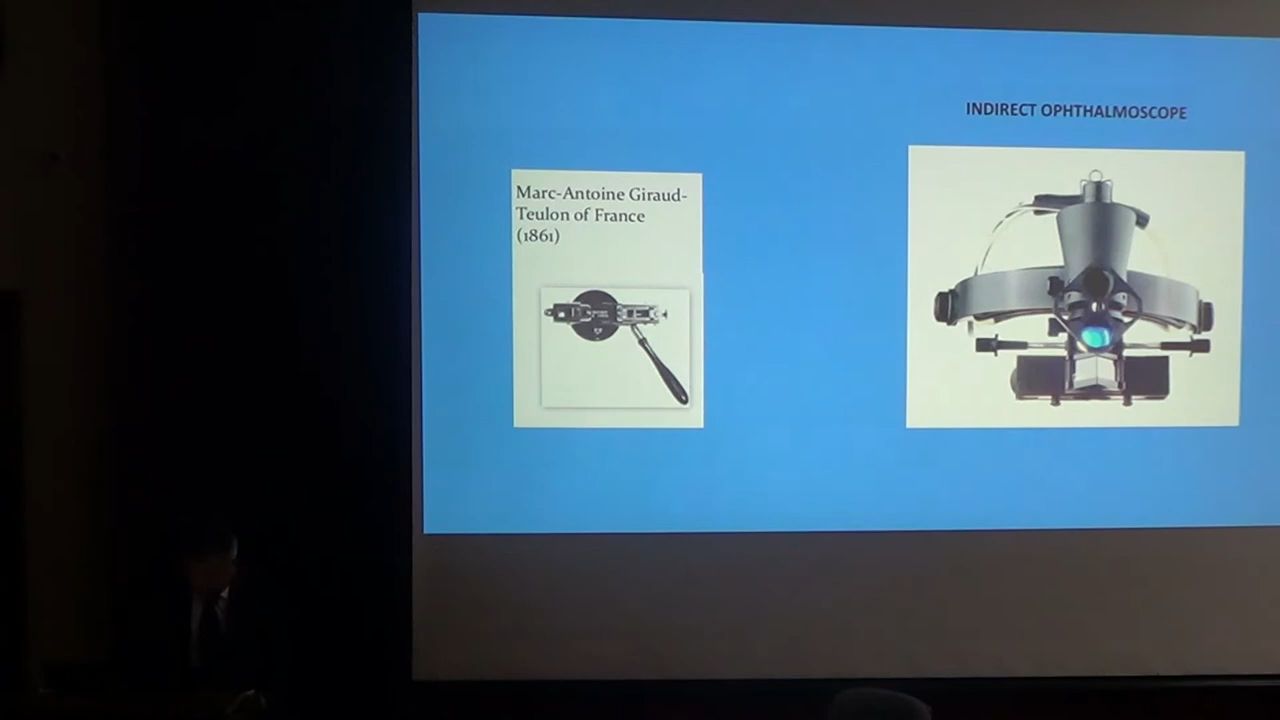 Marc-Antoine Giraud-
Teulon of France
(1861)
INDIRECT OPHTHALMOSCOPE